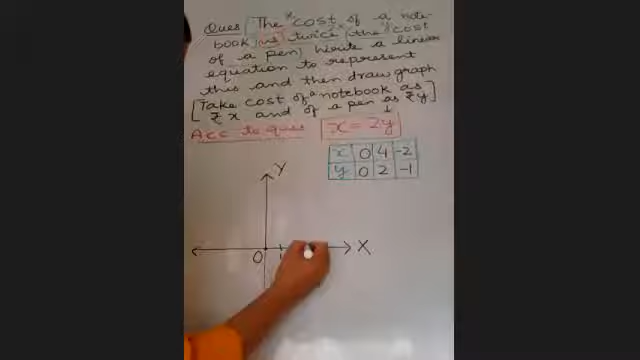 Ques The cost of a note-
book is twice the cost
of a pen. Write a linear
equation to represent
this and then draw graph
[Take cost of a notebook as
₹ x and of a pen as ₹ y]
Acc to ques x = 2y
x 0 4 -2
y 0 2 -1
Y
O X